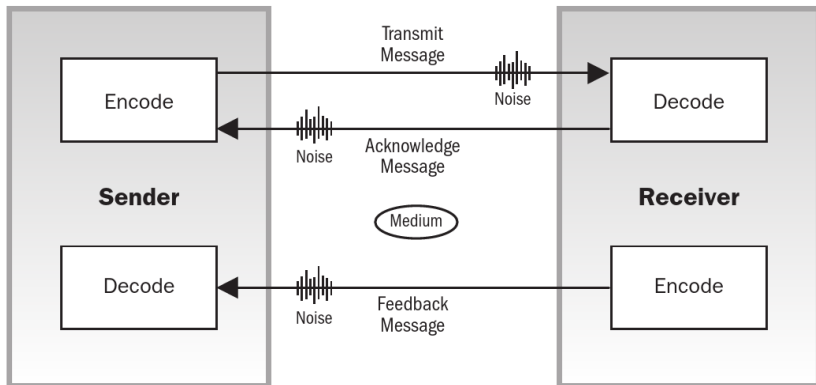 Transmit
Message
Encode
Noise
Decode
Noise
Acknowledge
Message
Sender
Receiver
Medium
Decode
Encode
Noise
Feedback
Message